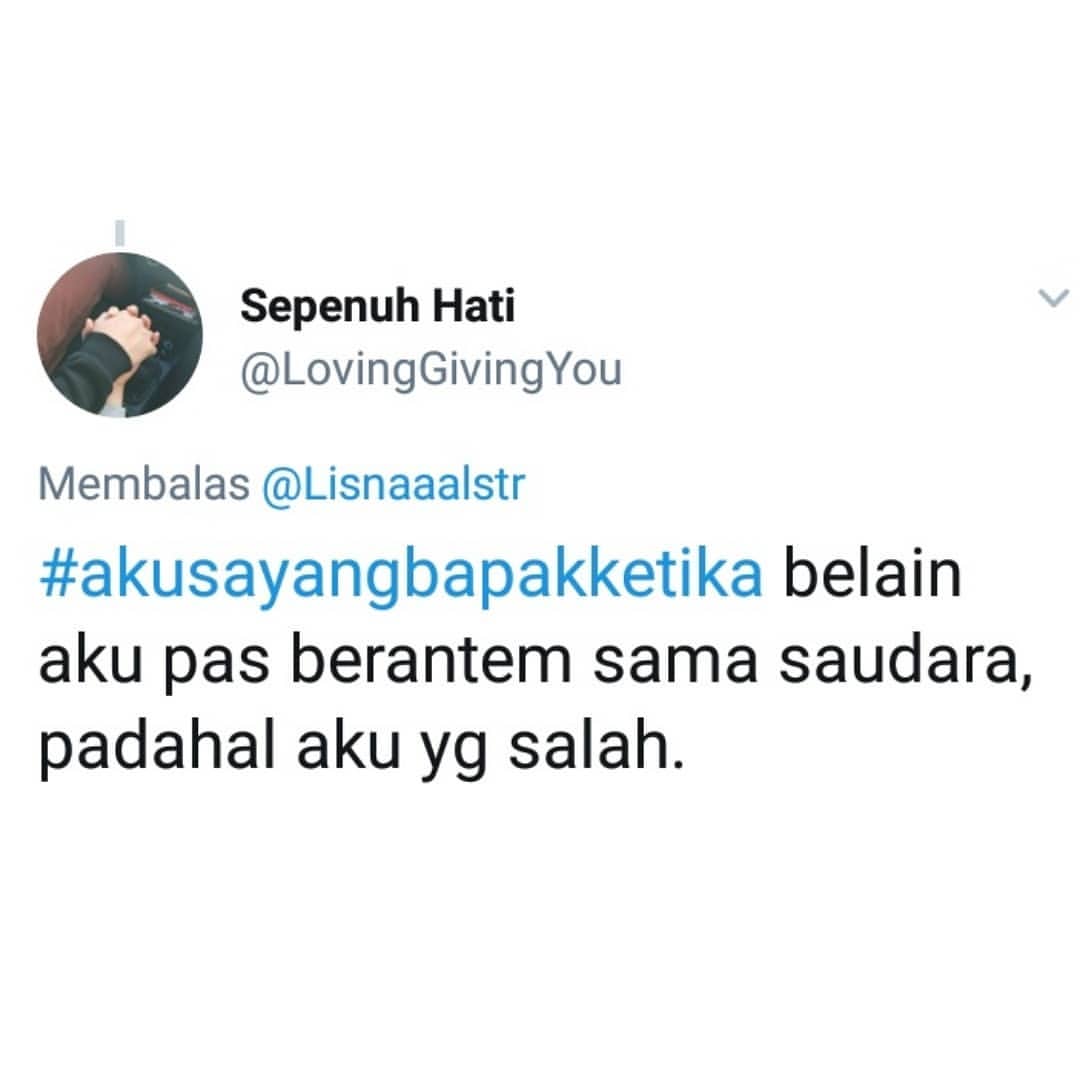 Sepenuh Hati
@LovingGivingYou
Membalas @Lisnaaalstr
#akusayangbapakketika belain
aku pas berantem sama saudara,
padahal aku yg salah.